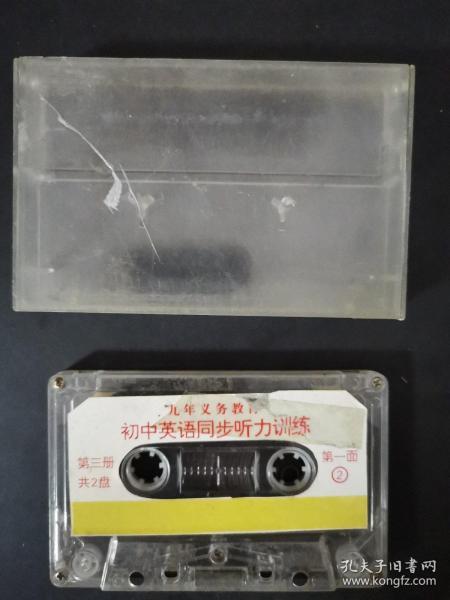 九年义务教育
初中英语同步听力训练
第三册
共2盘
第一面
②
孔夫子旧书网
www.kongfz.com